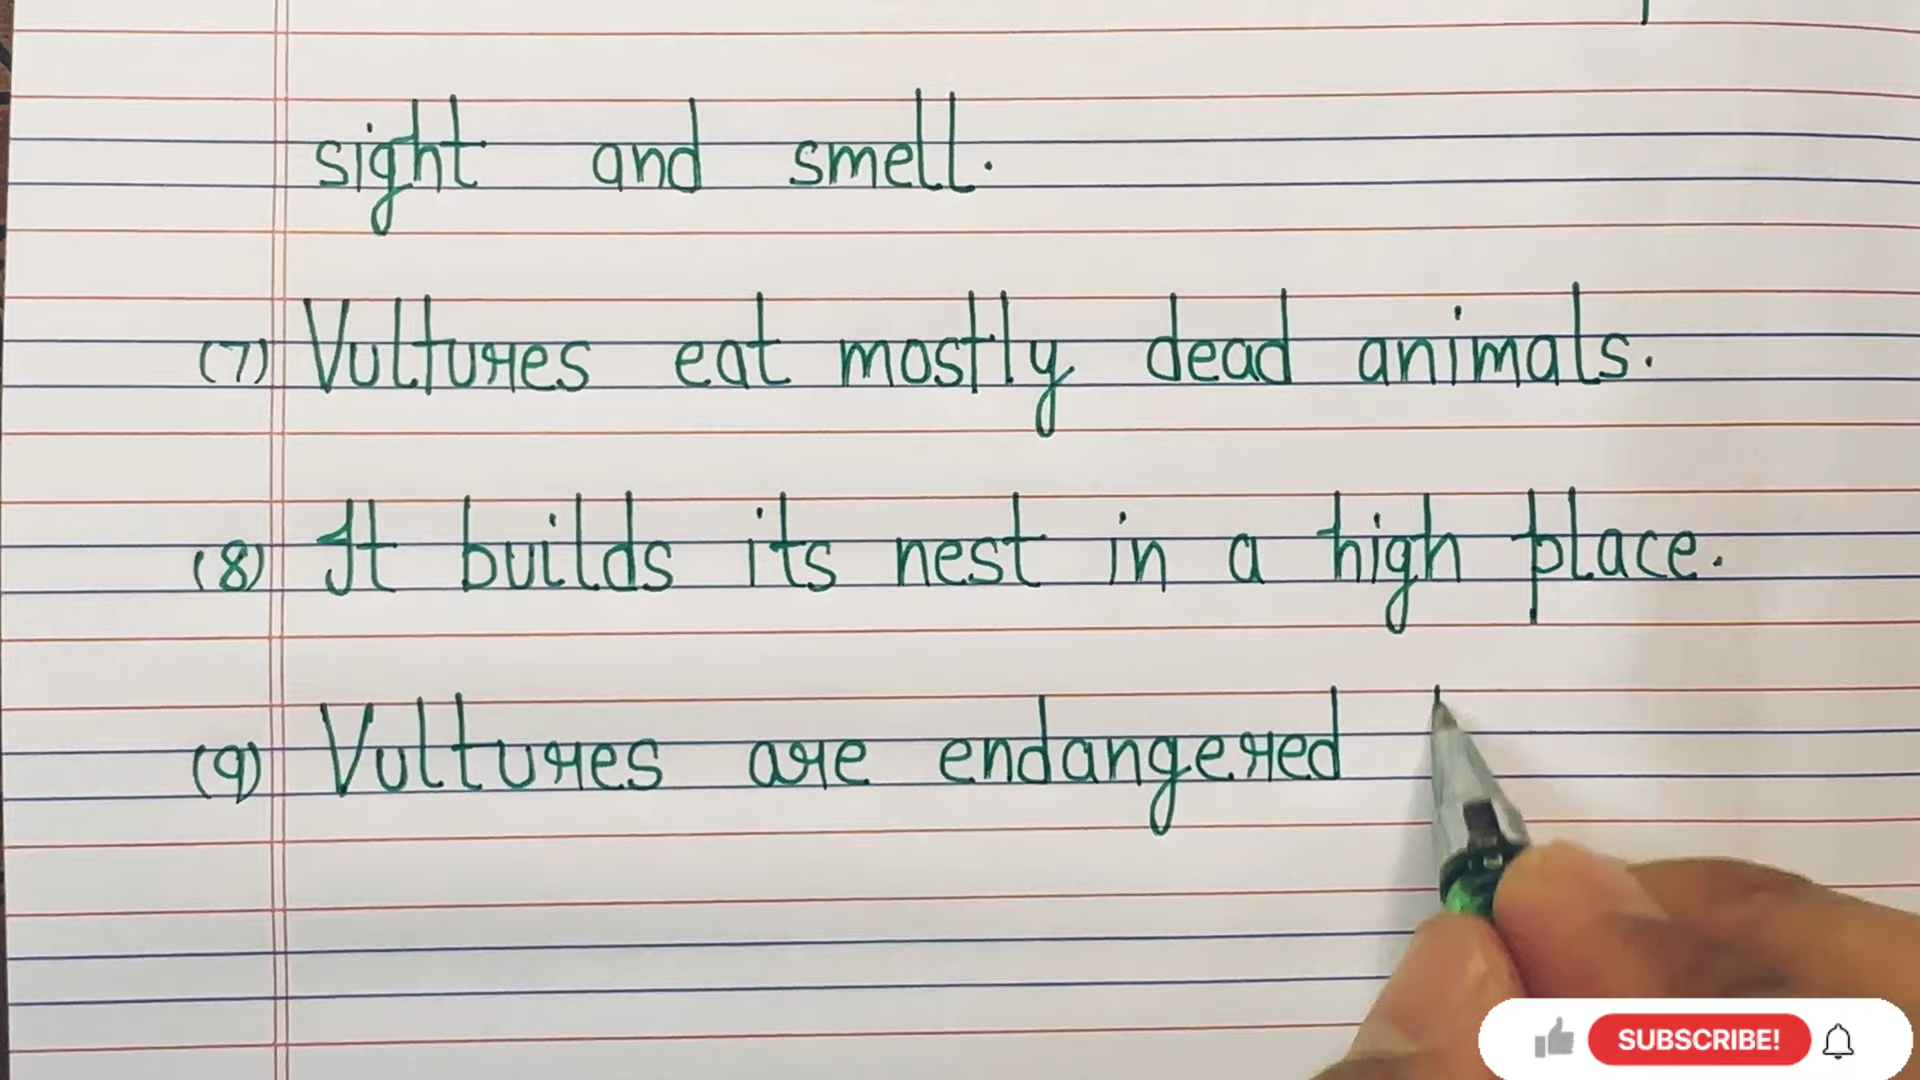 sight and smell.
(7) Vultures eat mostly dead animals.
(8) It builds its nest in a high place.
(9) Vultures are endangered
SUBSCRIBE!